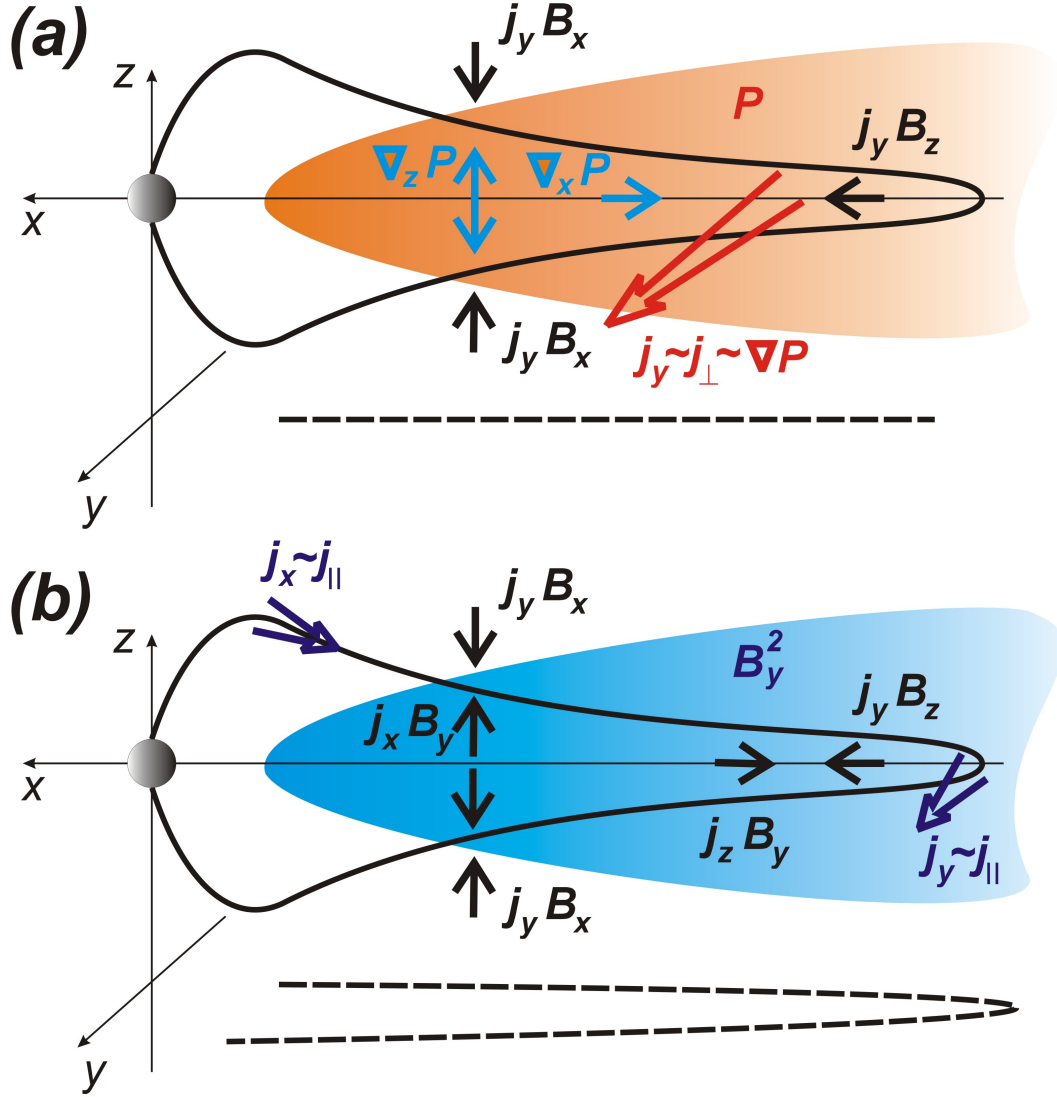 (a)
j_y B_x
z
P
∇_z P
∇_x P
j_y B_z
x
j_y B_x
j_y~j_⊥~∇P
y
(b)
j_x~j_||
j_y B_x
z
B_y^2
j_x B_y
j_y B_z
x
j_z B_y
j_y~j_||
j_y B_x
y